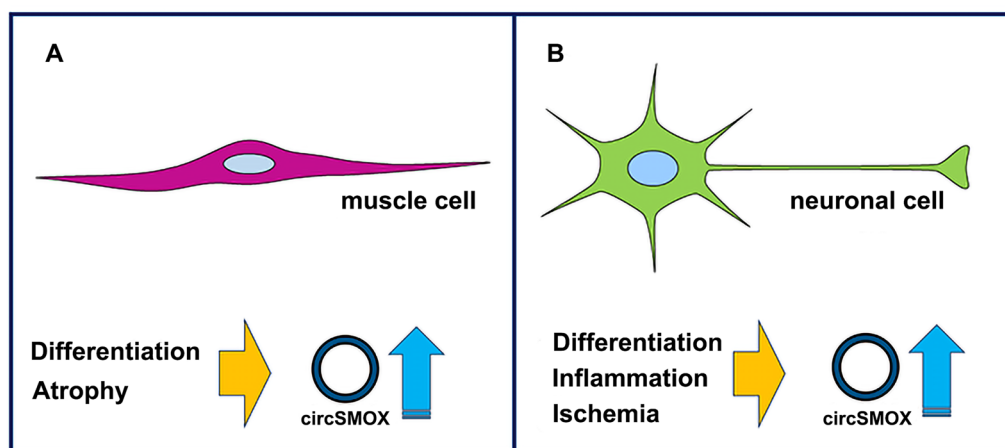 A
muscle cell
Differentiation
Atrophy
circSMOX
B
neuronal cell
Differentiation
Inflammation
Ischemia
circSMOX